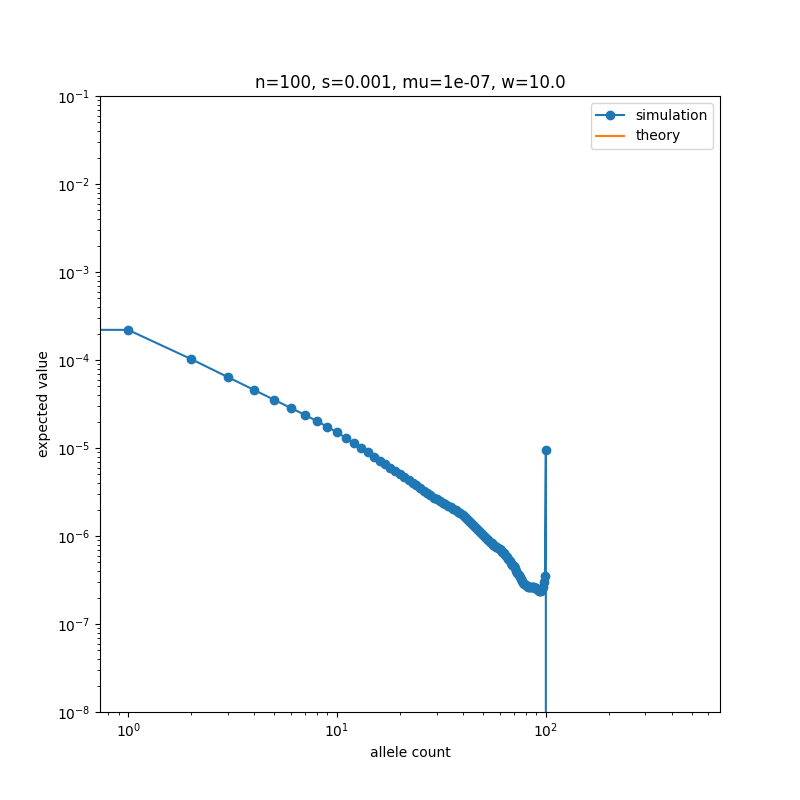 n=100, s=0.001, mu=1e-07, w=10.0
simulation
theory
expected value
10⁻¹
10⁻²
10⁻³
10⁻⁴
10⁻⁵
10⁻⁶
10⁻⁷
10⁻⁸
10⁰
10¹
10²
allele count